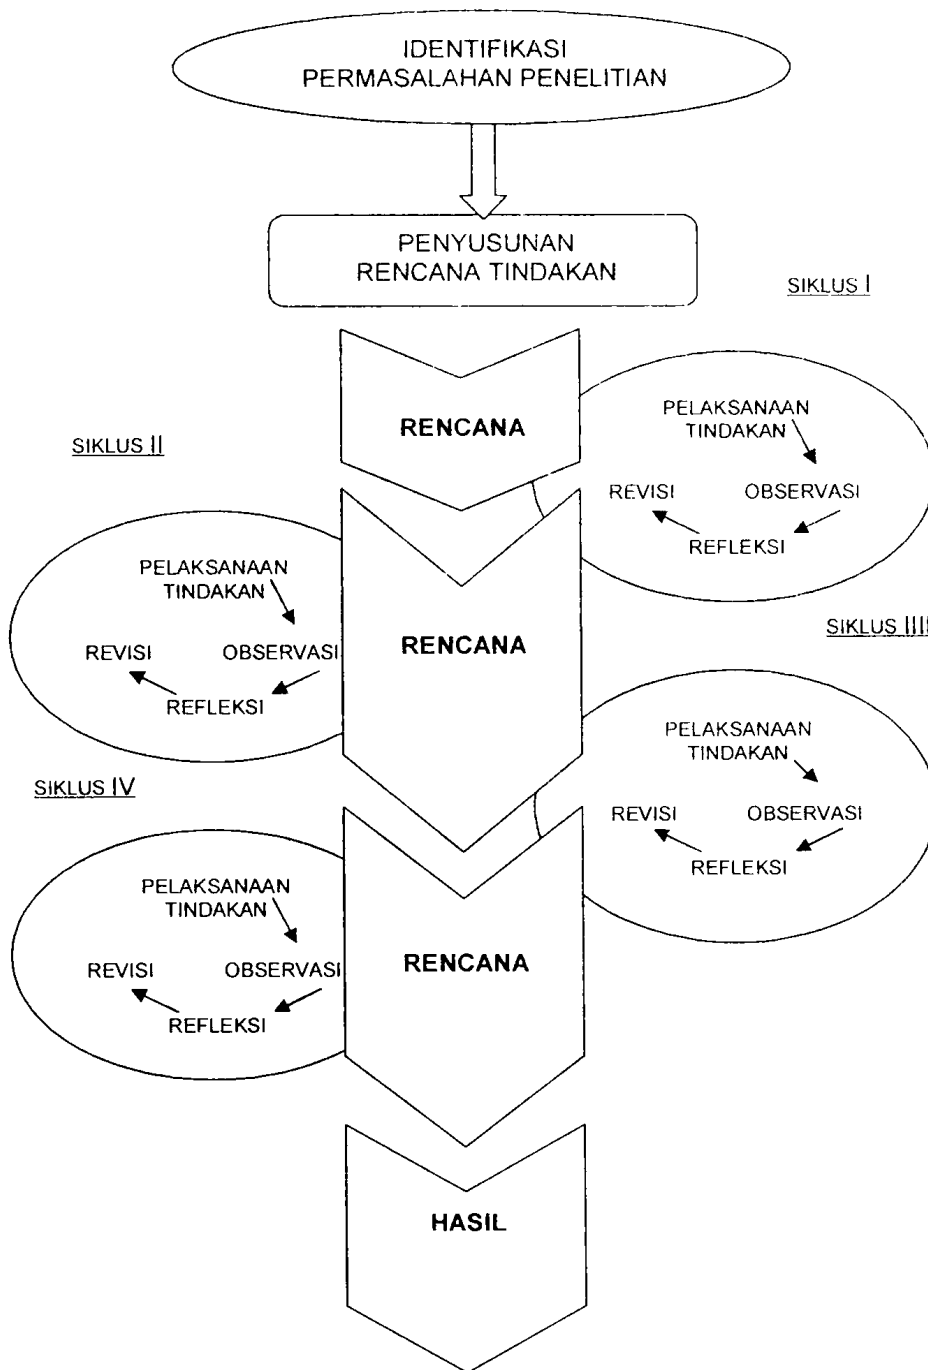 IDENTIFIKASI
PERMASALAHAN PENELITIAN
PENYUSUNAN
RENCANA TINDAKAN
SIKLUS I
RENCANA
PELAKSANAAN
TINDAKAN
REVISI OBSERVASI
REFLEKSI
SIKLUS II
PELAKSANAAN
TINDAKAN
REVISI OBSERVASI
REFLEKSI
RENCANA
SIKLUS IIII
PELAKSANAAN
TINDAKAN
REVISI OBSERVASI
REFLEKSI
SIKLUS IV
PELAKSANAAN
TINDAKAN
REVISI OBSERVASI
REFLEKSI
RENCANA
HASIL